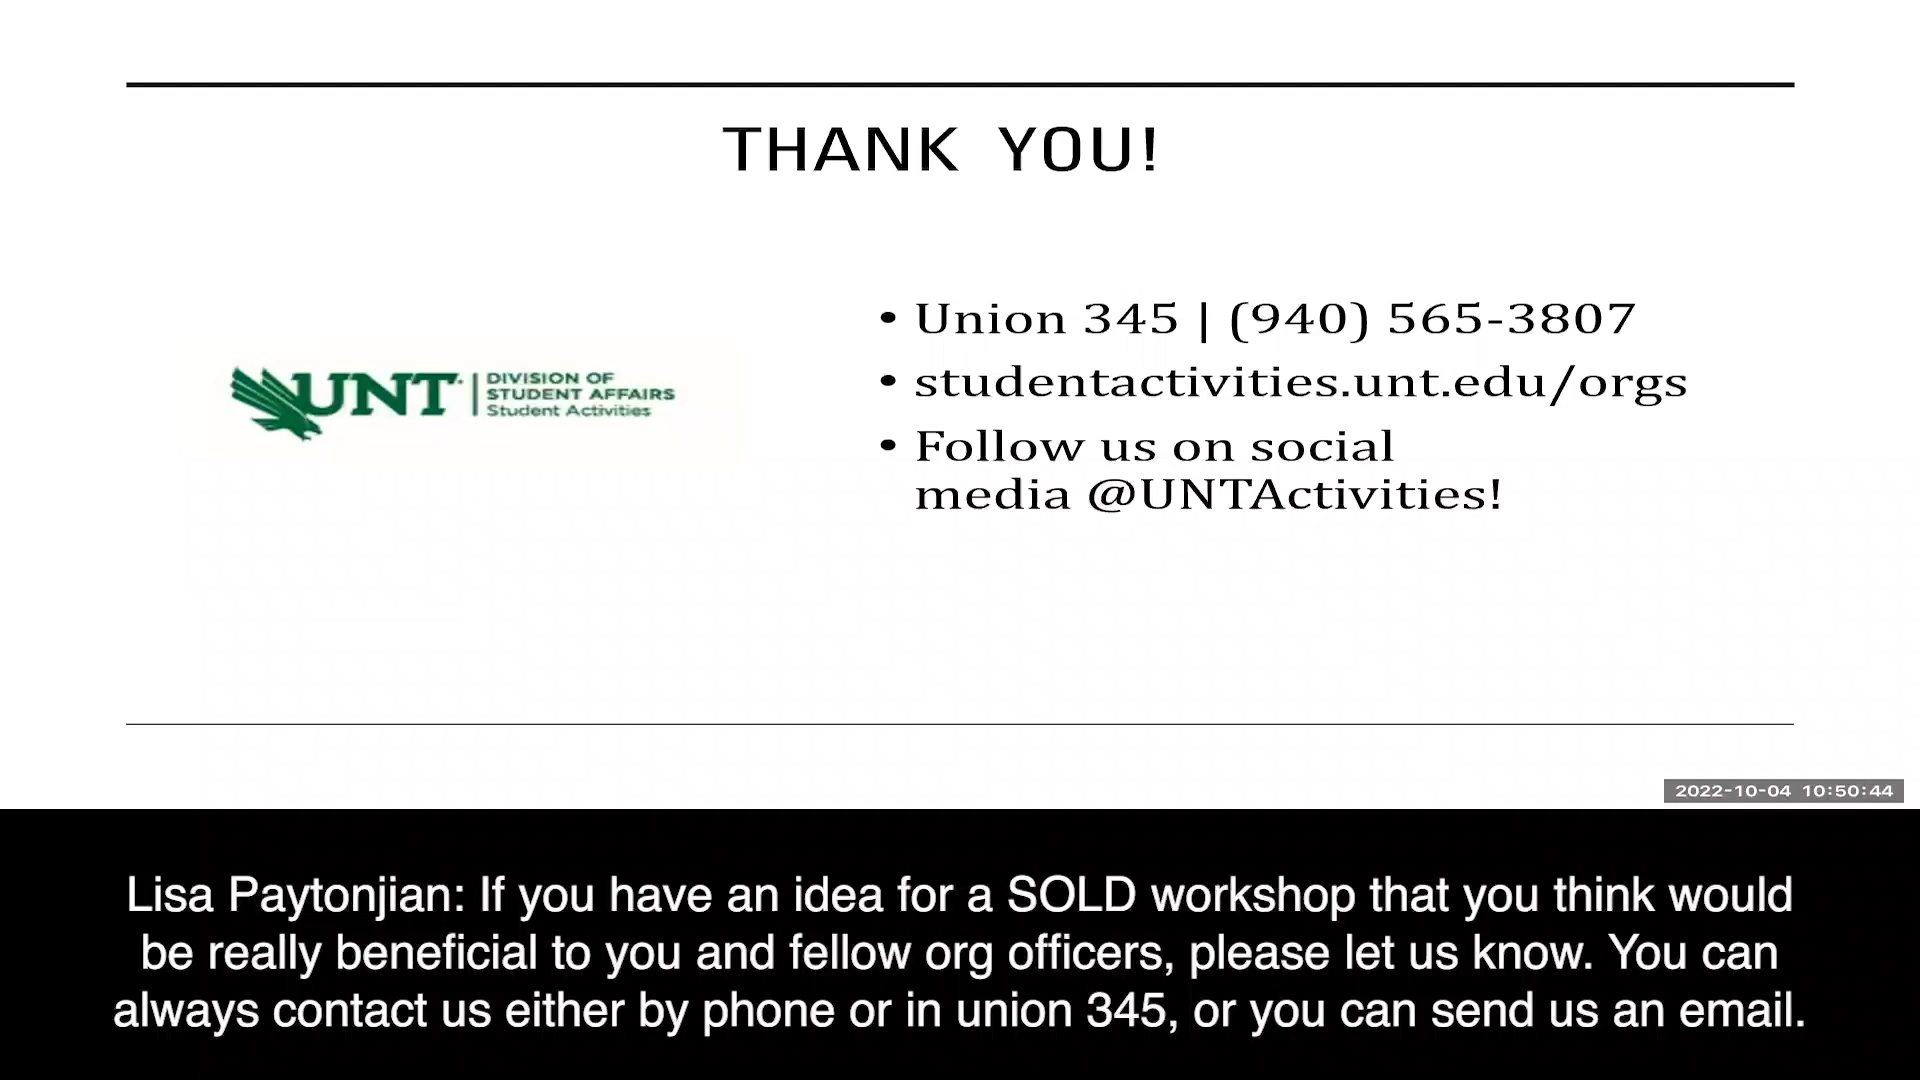 THANK YOU!
UNT
DIVISION OF
STUDENT AFFAIRS
Student Activities
• Union 345 | (940) 565-3807
• studentactivities.unt.edu/orgs
• Follow us on social
media @UNTActivities!
2022-10-04 10:50:44
Lisa Paytonjian: If you have an idea for a SOLD workshop that you think would
be really beneficial to you and fellow org officers, please let us know. You can
always contact us either by phone or in union 345, or you can send us an email.